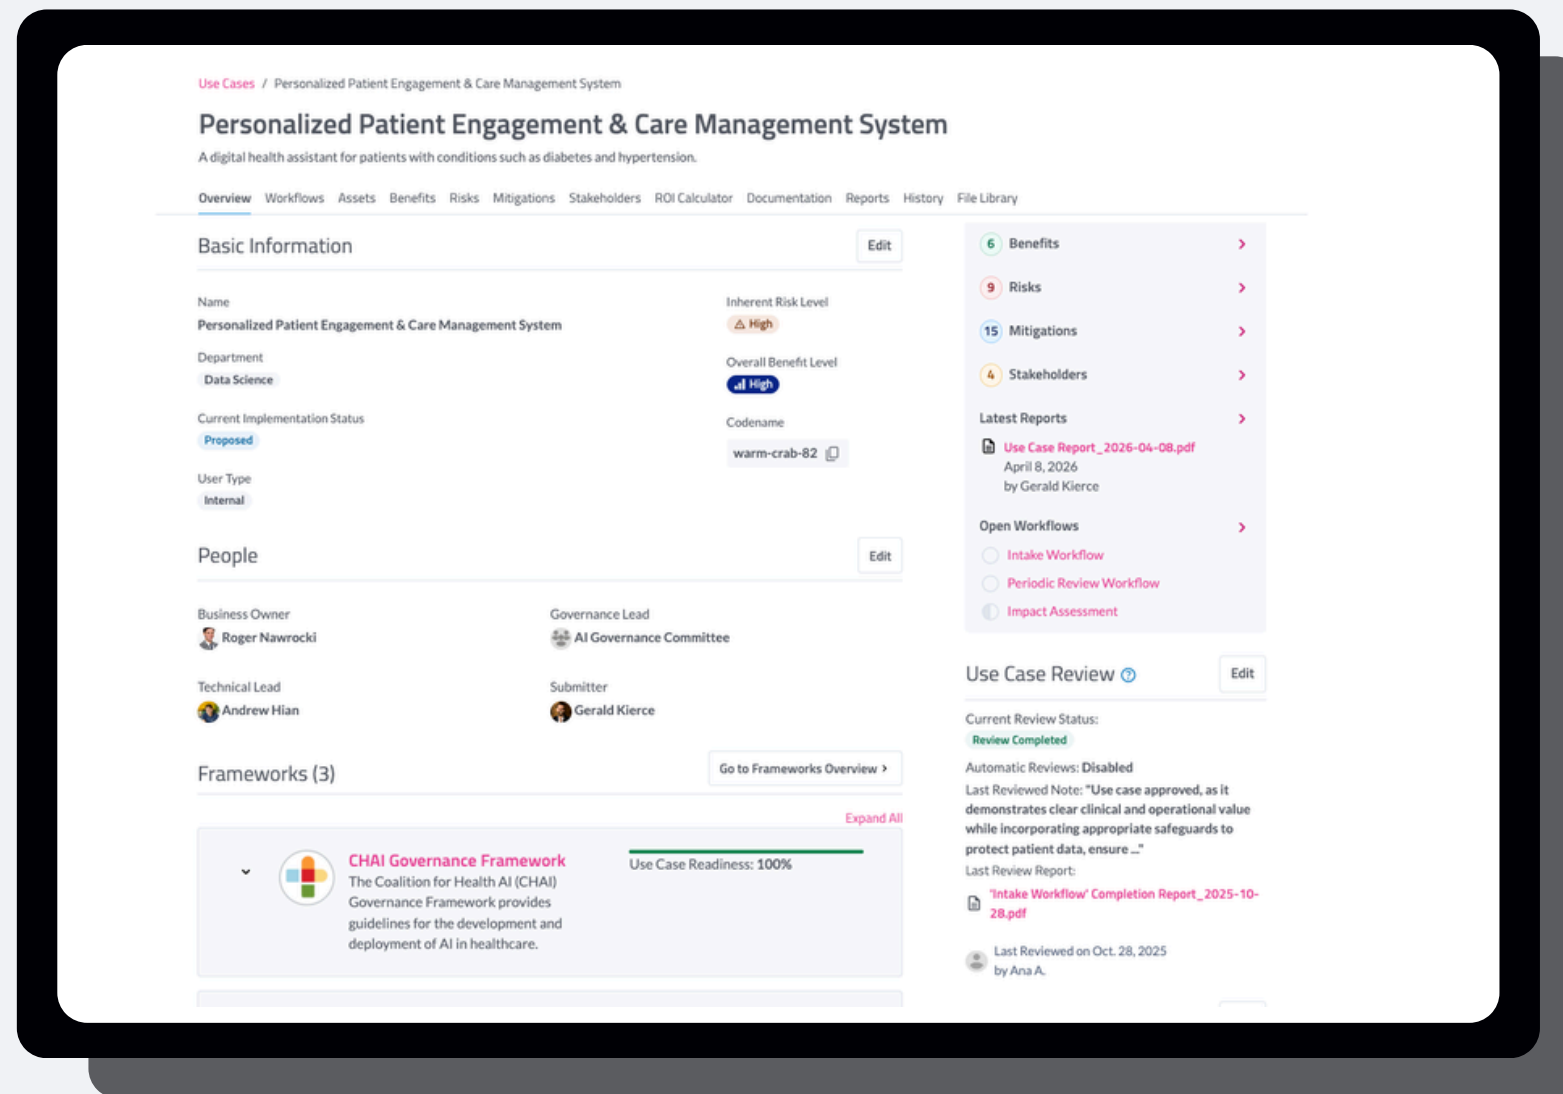 Use Cases / Personalized Patient Engagement & Care Management System
Personalized Patient Engagement & Care Management System
A digital health assistant for patients with conditions such as diabetes and hypertension.
Overview Workflows Assets Benefits Risks Mitigations Stakeholders ROI Calculator Documentation Reports History File Library
Basic Information
Edit
Name
Personalized Patient Engagement & Care Management System
Department
Data Science
Current Implementation Status
Proposed
User Type
Internal
Inherent Risk Level
High
Overall Benefit Level
High
Codename
warm-crab-82
People
Edit
Business Owner
Roger Nawrocki
Governance Lead
AI Governance Committee
Technical Lead
Andrew Hian
Submitter
Gerald Kierce
Frameworks (3)
Go to Frameworks Overview >
Expand All
CHAI Governance Framework
The Coalition for Health AI (CHAI)
Governance Framework provides
guidelines for the development and
deployment of AI in healthcare.
Use Case Readiness: 100%
6 Benefits
9 Risks
15 Mitigations
4 Stakeholders
Latest Reports
Use Case Report_2026-04-08.pdf
April 8, 2026
by Gerald Kierce
Open Workflows
Intake Workflow
Periodic Review Workflow
Impact Assessment
Use Case Review ?
Edit
Current Review Status:
Review Completed
Automatic Reviews: Disabled
Last Reviewed Note: "Use case approved, as it
demonstrates clear clinical and operational value
while incorporating appropriate safeguards to
protect patient data, ensure ..."
Last Review Report:
'Intake Workflow' Completion Report_2025-10-
28.pdf
Last Reviewed on Oct. 28, 2025
by Ana A.